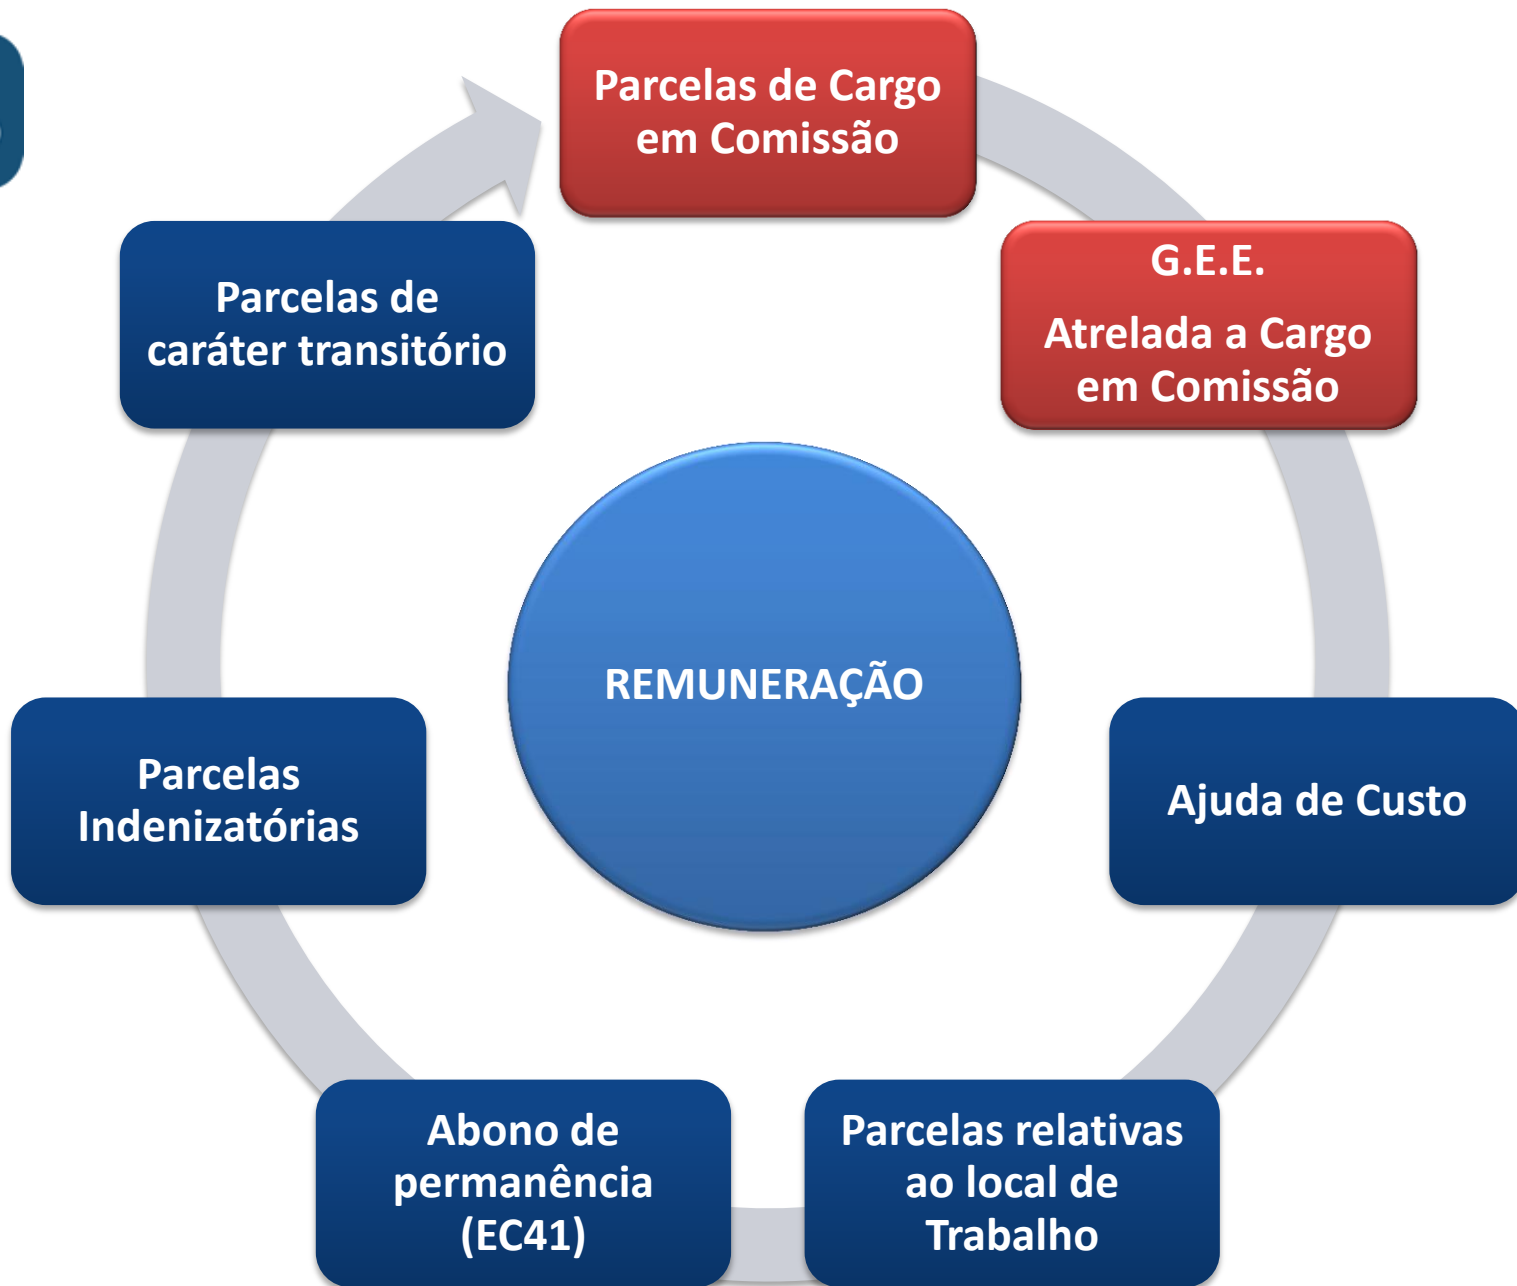 Parcelas de Cargo
em Comissão
G.E.E.
Atrelada a Cargo
em Comissão
Parcelas de
caráter transitório
REMUNERAÇÃO
Parcelas
Indenizatórias
Ajuda de Custo
Abono de
permanência
(EC41)
Parcelas relativas
ao local de
Trabalho